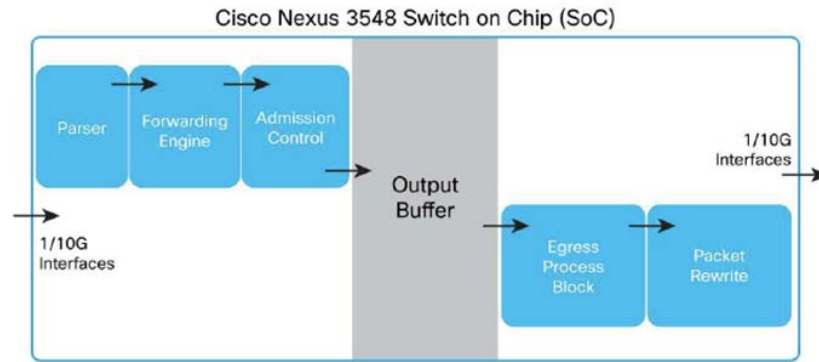 Cisco Nexus 3548 Switch on Chip (SoC)
Parser
Forwarding
Engine
Admission
Control
1/10G
Interfaces
Output
Buffer
Egress
Process
Block
Packet
Rewrite
1/10G
Interfaces